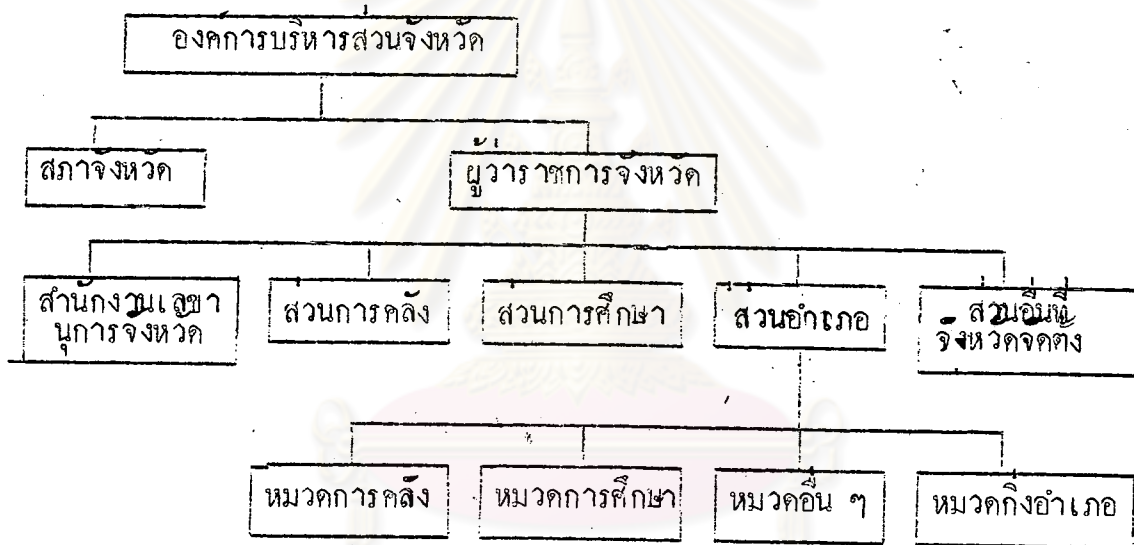 องค์การบริหารส่วนจังหวัด
สภาจังหวัด
ผู้ว่าราชการจังหวัด
สำนักงานเลขา
นุการจังหวัด
ส่วนการคลัง
ส่วนการศึกษา
ส่วนอำเภอ
ส่วนอื่นที่
จังหวัดจัดตั้ง
หมวดการคลัง
หมวดการศึกษา
หมวดอื่น ๆ
หมวดกิ่งอำเภอ